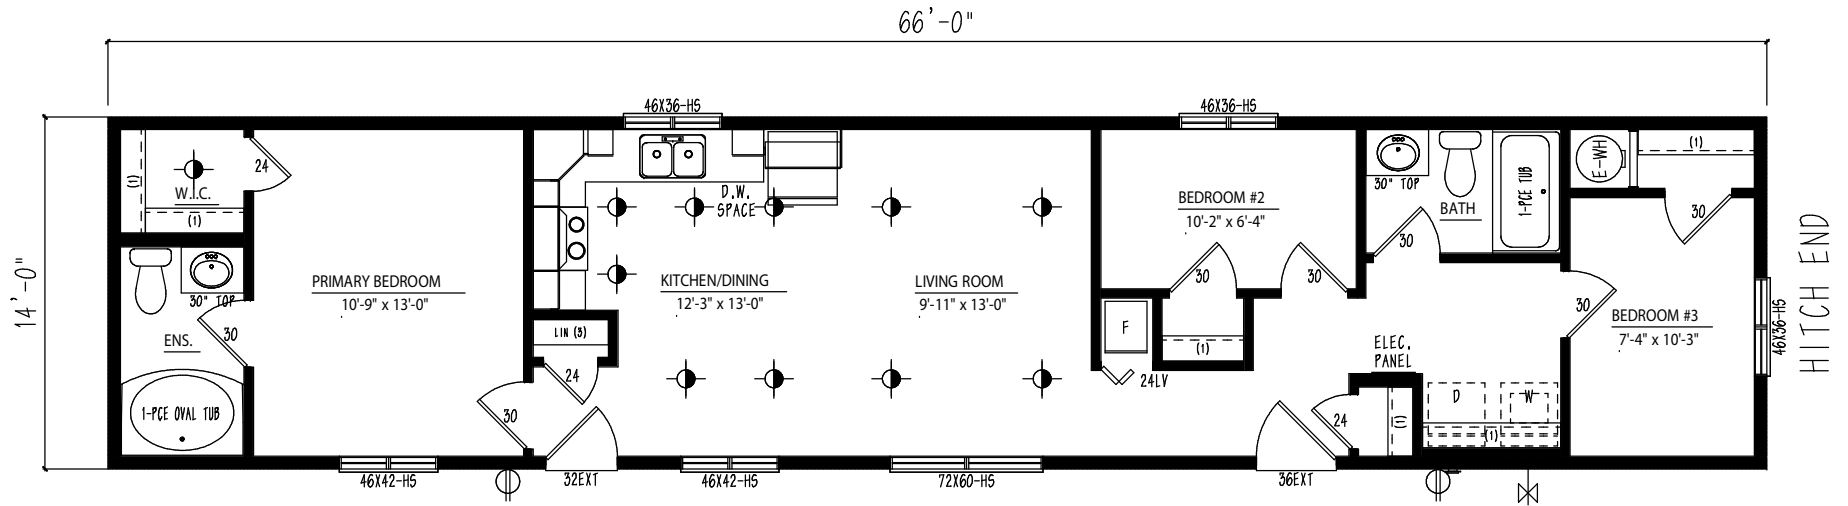 66'-0"
46X36-HS
46X36-HS
24
(1)
W.I.C.
(1)
D.W.
SPACE
BEDROOM #2
10'-2" x 6'-4"
30" TOP
BATH
1-PCE TUB
E-WH
(1)
30
30
30
30
HITCH END
14'-0"
30" TOP
30
ENS.
1-PCE OVAL TUB
PRIMARY BEDROOM
10'-9" x 13'-0"
KITCHEN/DINING
12'-3" x 13'-0"
LIVING ROOM
9'-11" x 13'-0"
LIN (3)
24
30
F
24LV
(1)
30
BEDROOM #3
7'-4" x 10'-3"
46X36-HS
ELEC.
PANEL
D
W
(1)
24
(1)
46X42-HS
32EXT
46X42-HS
72X60-HS
36EXT